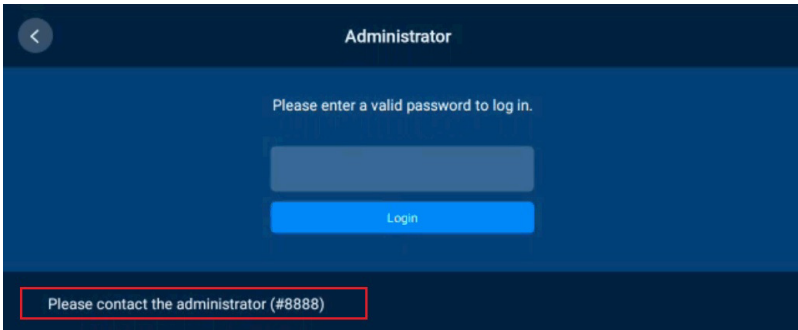 Administrator
Please enter a valid password to log in.
Login
Please contact the administrator (#8888)